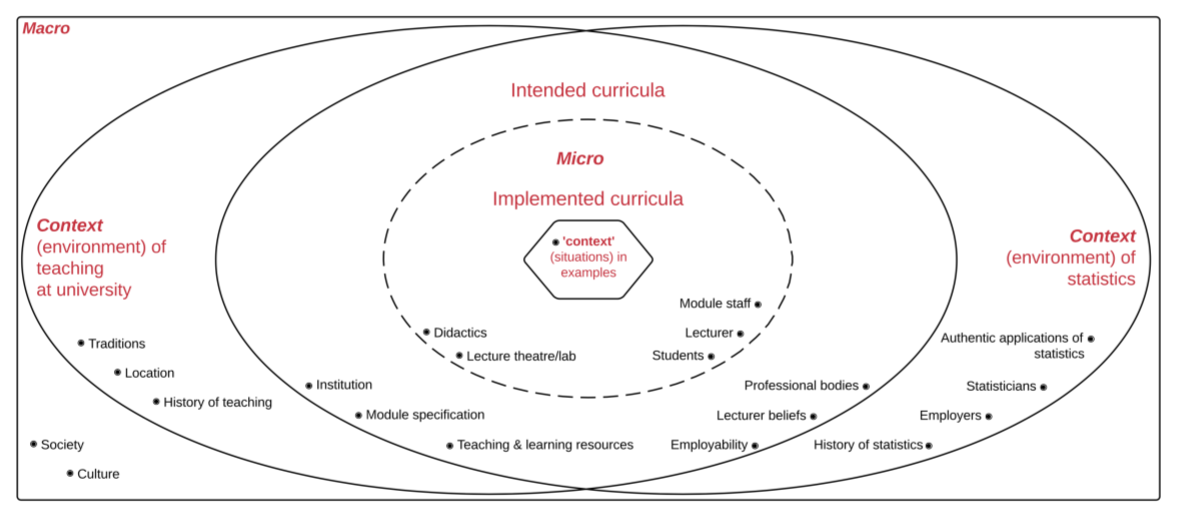 Macro
Intended curricula
Micro
Implemented curricula
Context
(environment) of
teaching
at university
'context'
(situations) in
examples
Context
(environment) of
statistics
Module staff
Didactics
Lecturer
Lecture theatre/lab
Students
Traditions
Authentic applications of
statistics
Location
Institution
Professional bodies
Statisticians
History of teaching
Module specification
Lecturer beliefs
Employers
Society
Teaching & learning resources
Employability
History of statistics
Culture